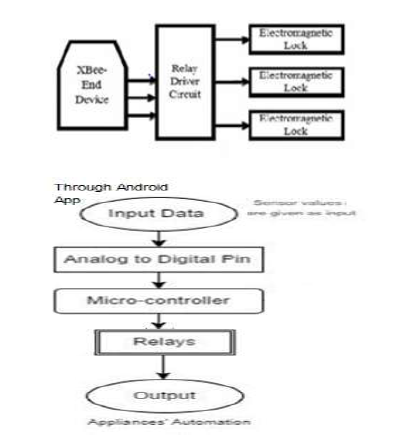 XBee-
End
Device
Relay
Driver
Circuit
Electromagnetic
Lock
Electromagnetic
Lock
Electromagnetic
Lock
Through Android
App
Input Data
Sensor values
are given as input
Analog to Digital Pin
Micro-controller
Relays
Output
Appliances' Automation